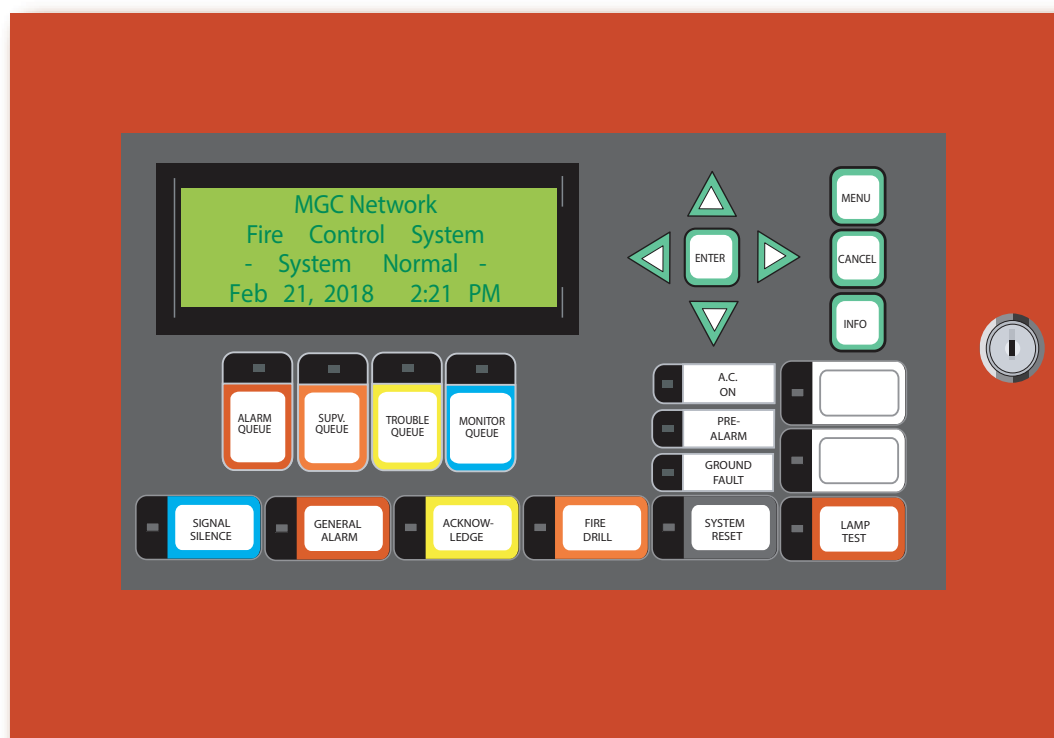 MGC Network
Fire Control System
- System Normal -
Feb 21, 2018 2:21 PM
MENU
ENTER
CANCEL
INFO
ALARM
QUEUE
SUPV.
QUEUE
TROUBLE
QUEUE
MONITOR
QUEUE
A.C.
ON
PRE-
ALARM
GROUND
FAULT
SIGNAL
SILENCE
GENERAL
ALARM
ACKNOW-
LEDGE
FIRE
DRILL
SYSTEM
RESET
LAMP
TEST